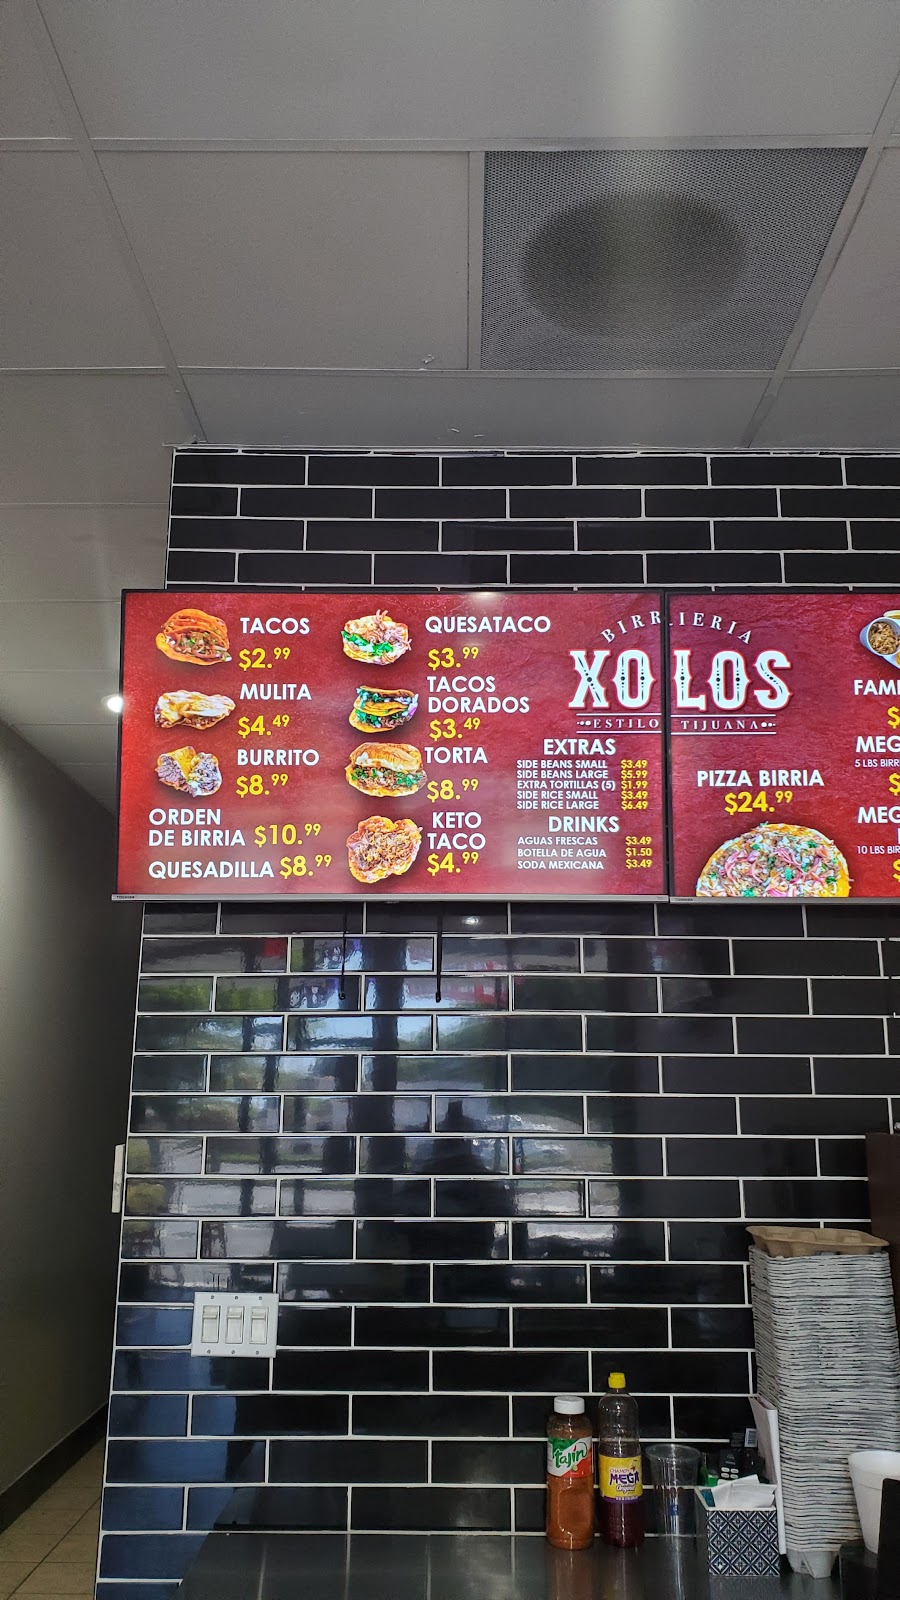 TACOS
$2.99
MULITA
$4.49
BURRITO
$8.99
ORDEN
DE BIRRIA $10.99
QUESADILLA $8.99
QUESATACO
$3.99
TACOS
DORADOS
$3.49
TORTA
$8.99
KETO
TACO
$4.99
BIRRIERIA
XOLOS
ESTILO TIJUANA
EXTRAS
SIDE BEANS SMALL $3.49
SIDE BEANS LARGE $5.99
EXTRA TORTILLAS (5) $1.99
SIDE RICE SMALL $3.49
SIDE RICE LARGE $6.49
DRINKS
AGUAS FRESCAS $3.49
BOTELLA DE AGUA $1.50
SODA MEXICANA $3.49
PIZZA BIRRIA
$24.99
FAMI
$
MEG
5 LBS BIRR
$
MEG
10 LBS BIR
$
TOSHIBA
Tajín
CHAMOY
MEGA
Original